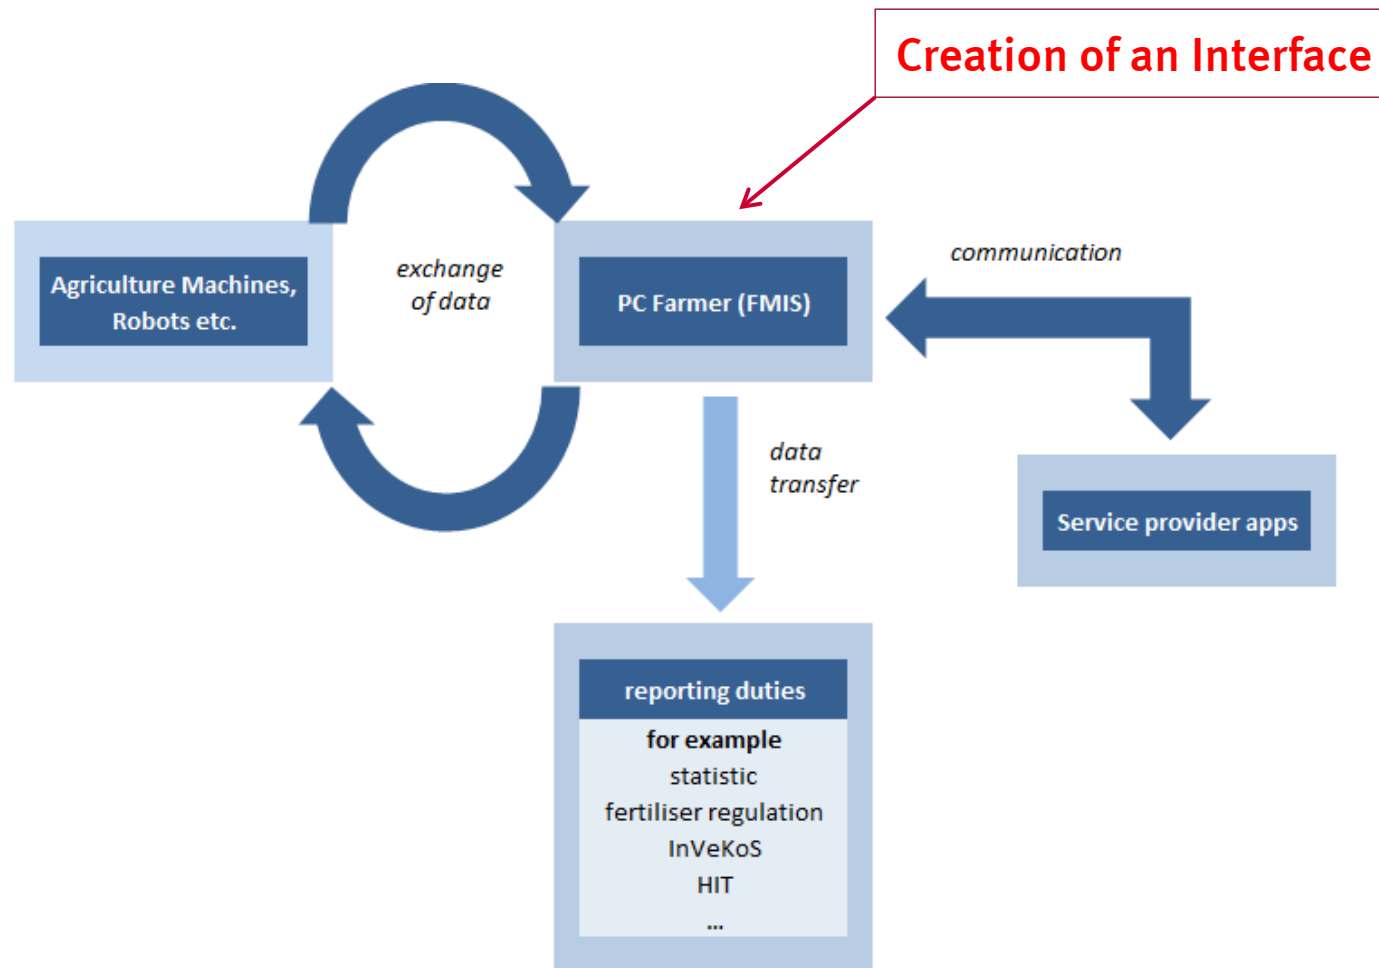 Creation of an Interface
Agriculture Machines,
Robots etc.
exchange
of data
PC Farmer (FMIS)
communication
data
transfer
Service provider apps
reporting duties
for example
statistic
fertiliser regulation
InVeKoS
HIT
...